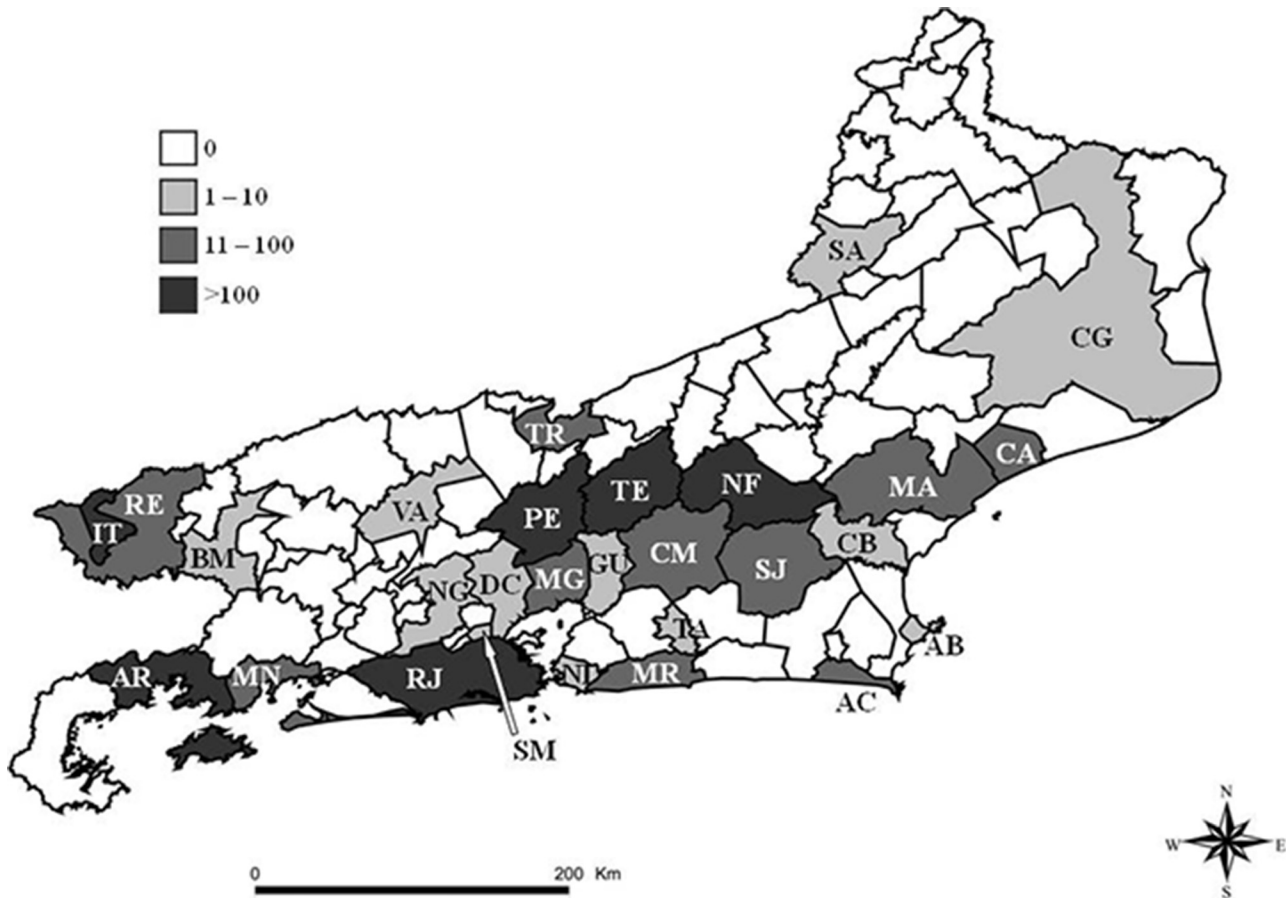 0
1 – 10
11 – 100
>100
SA
CG
TR
CA
RE
IT
VA
PE
TE
NF
MA
BM
NG
DC
MG
GU
CM
SJ
CB
TA
AB
AR
MN
RJ
NI
MR
AC
SM
N
W
E
S
0
200 Km